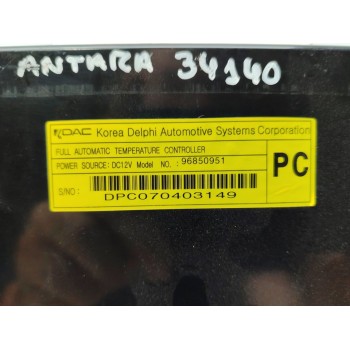 ANTARA 34140
KDAC Korea Delphi Automotive Systems Corporation
FULL AUTOMATIC TEMPERATURE CONTROLLER
POWER SOURCE: DC12V Model NO. : 96850951
PC
S/NO :
DPC070403149